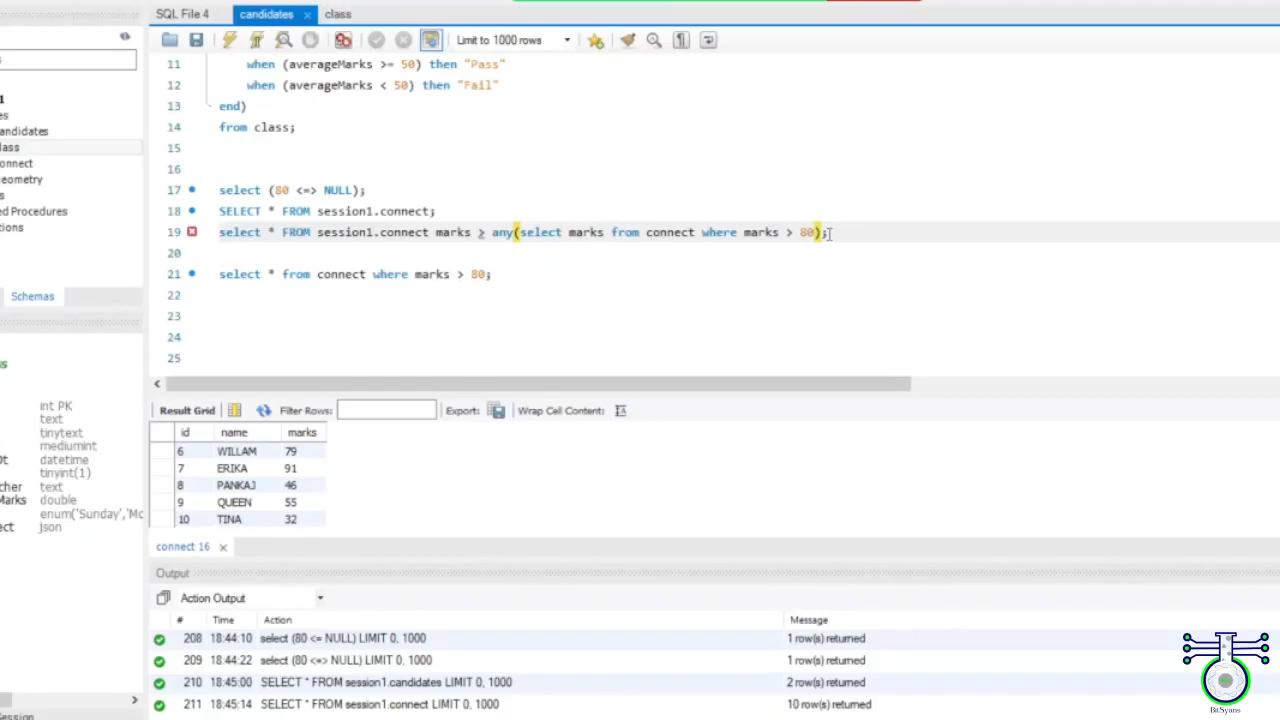 SQL File 4 candidates x class
Limit to 1000 rows
11 when (averageMarks >= 50) then "Pass"
12 when (averageMarks < 50) then "Fail"
13 end)
14 from class;
15
16
17 select (80 <=> NULL);
18 SELECT * FROM session1.connect;
19 select * FROM session1.connect marks > any(select marks from connect where marks > 80);
20
21 select * from connect where marks > 80;
22
23
24
25
s
1
es
andidates
lass
onnect
eometry
s
ed Procedures
tions
Schemas
ss
int PK
text
tinytext
mediumint
Ot datetime
tinyint(1)
cher text
Marks double
enum('Sunday','Mc
ect json
Session
Result Grid Filter Rows: Export: Wrap Cell Content:
id name marks
6 WILLAM 79
7 ERIKA 91
8 PANKAJ 46
9 QUEEN 55
10 TINA 32
connect 16 x
Output
Action Output
# Time Action Message
208 18:44:10 select (80 <= NULL) LIMIT 0, 1000 1 row(s) returned
209 18:44:22 select (80 <=> NULL) LIMIT 0, 1000 1 row(s) returned
210 18:45:00 SELECT * FROM session1.candidates LIMIT 0, 1000 2 row(s) returned
211 18:45:14 SELECT * FROM session1.connect LIMIT 0, 1000 10 row(s) returned
BitSyans